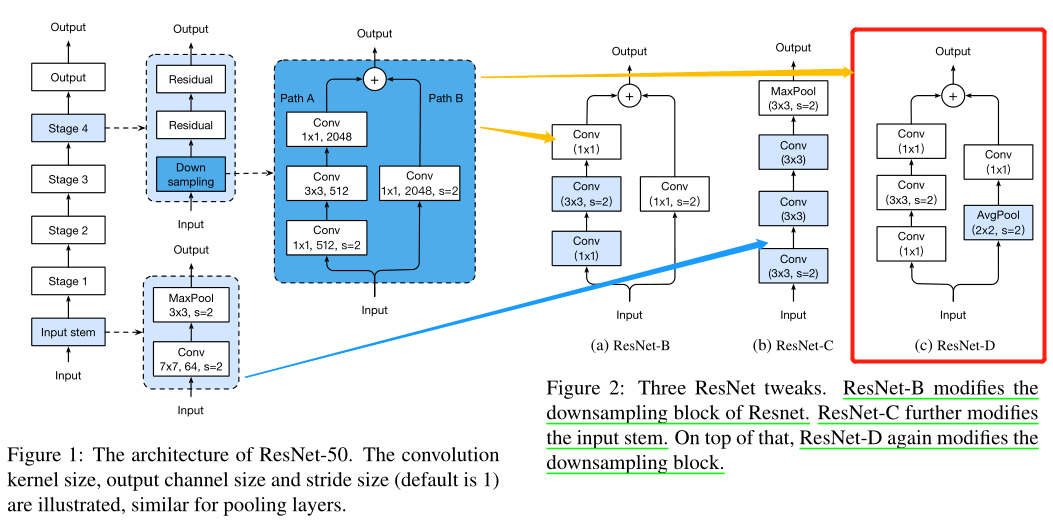 Output
Output
Stage 4
Stage 3
Stage 2
Stage 1
Input stem
Input
Output
Residual
Residual
Down
sampling
Input
MaxPool
3x3, s=2
Conv
7x7, 64, s=2
Input
Output
+
Path A
Path B
Conv
1x1, 2048
Conv
3x3, 512
Conv
1x1, 512, s=2
Conv
1x1, 2048, s=2
Input
Figure 1: The architecture of ResNet-50. The convolution
kernel size, output channel size and stride size (default is 1)
are illustrated, similar for pooling layers.
Output
+
Conv
(1x1)
Conv
(3x3, s=2)
Conv
(1x1)
Conv
(1x1, s=2)
Input
(a) ResNet-B
Output
MaxPool
(3x3, s=2)
Conv
(3x3)
Conv
(3x3)
Conv
(3x3, s=2)
Input
(b) ResNet-C
Output
+
Conv
(1x1)
Conv
(3x3, s=2)
Conv
(1x1)
Conv
(1x1)
AvgPool
(2x2, s=2)
Input
(c) ResNet-D
Figure 2: Three ResNet tweaks. ResNet-B modifies the
downsampling block of Resnet. ResNet-C further modifies
the input stem. On top of that, ResNet-D again modifies the
downsampling block.